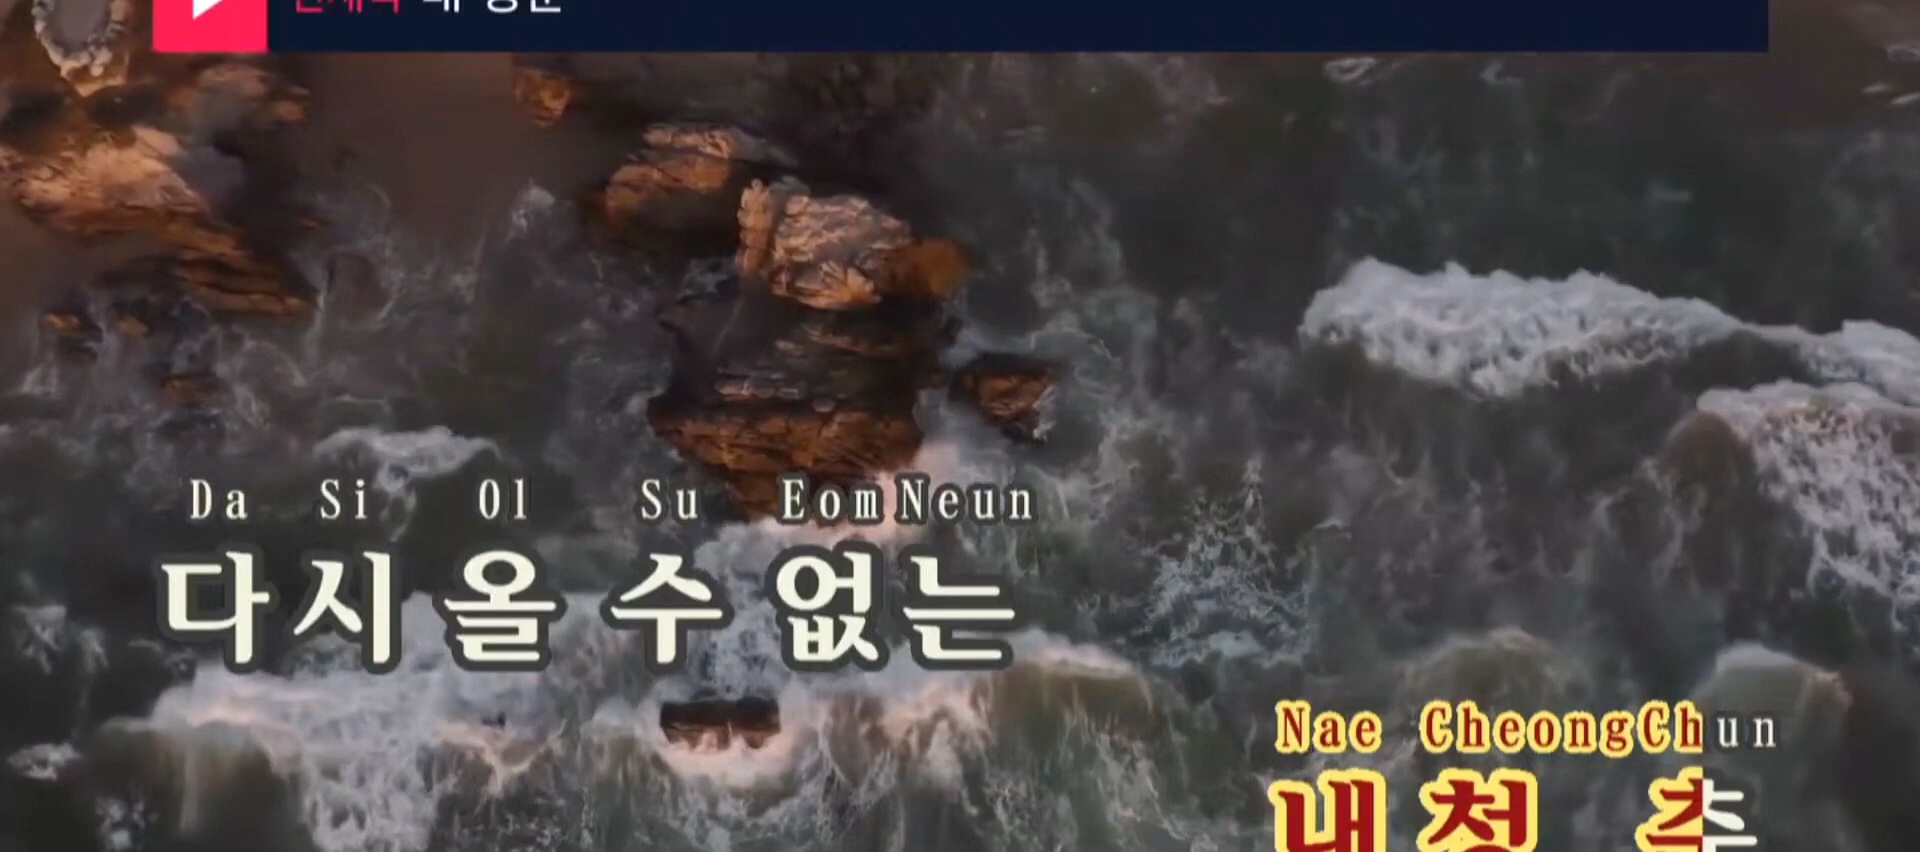 Da Si Ol Su EomNeun
다시 올 수 없는
Nae CheongChun
내 청춘